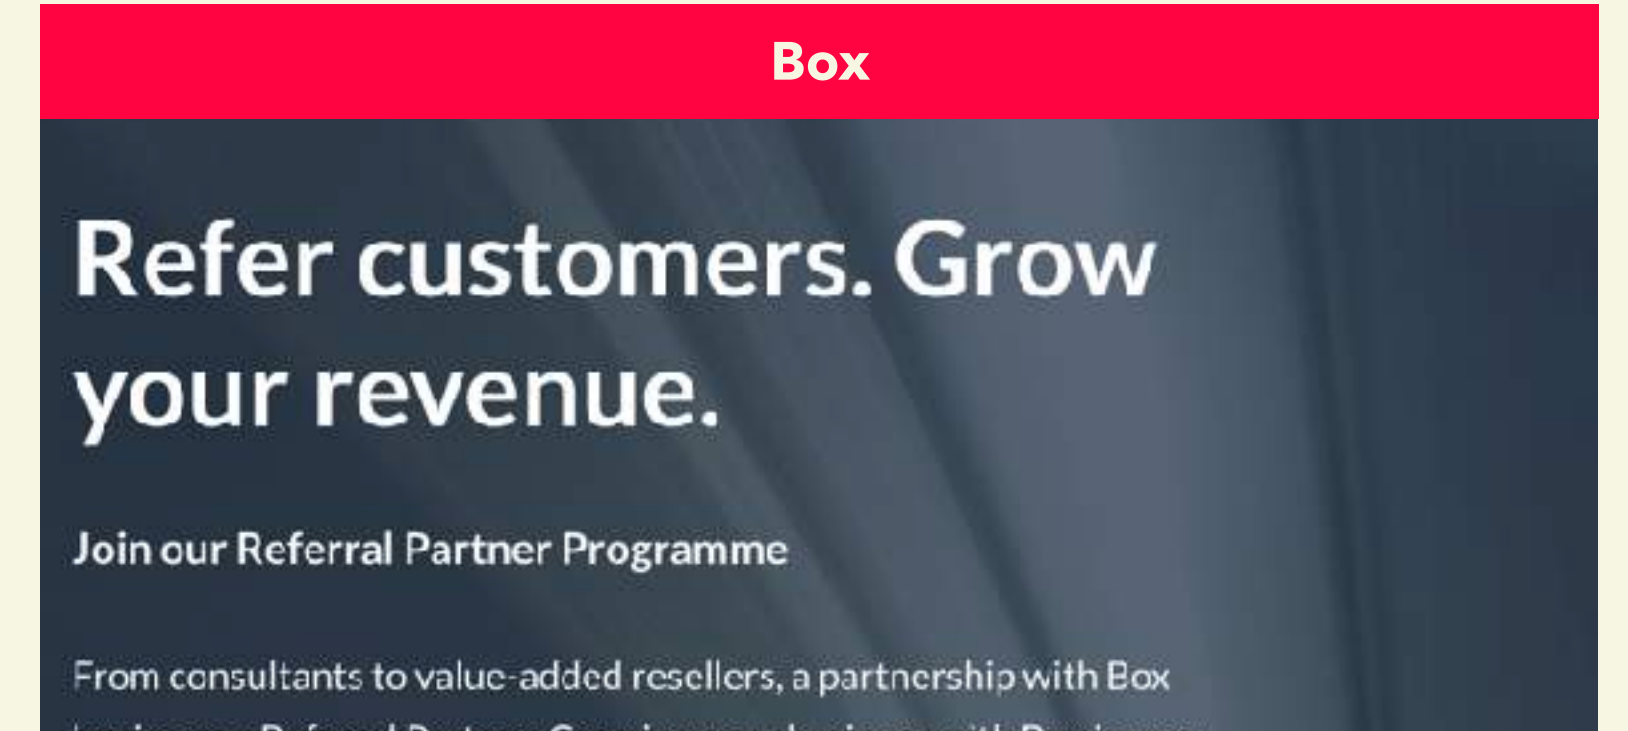 Box
Refer customers. Grow
your revenue.
Join our Referral Partner Programme
From consultants to value-added resellers, a partnership with Box